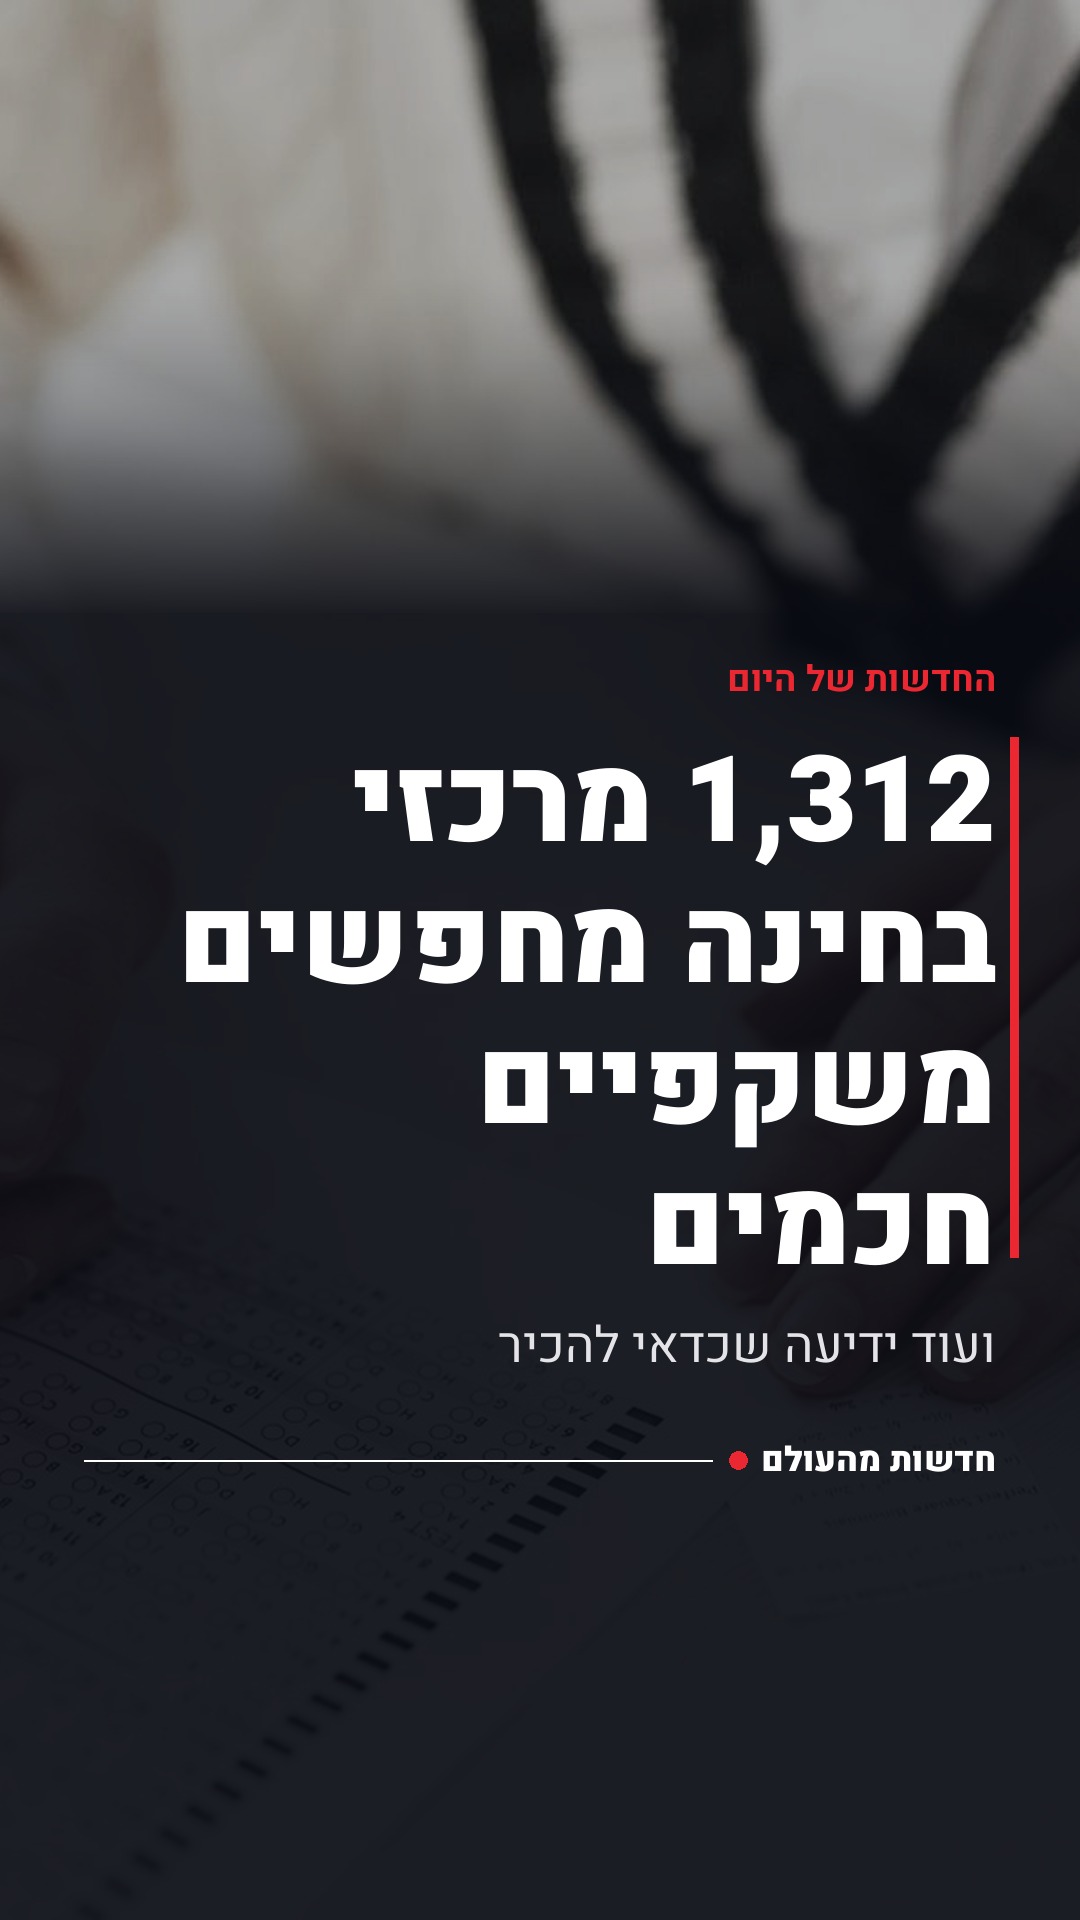 החדשות של היום
1,312 מרכזי
בחינה מחפשים
משקפיים
חכמים
ועוד ידיעה שכדאי להכיר
חדשות מהעולם